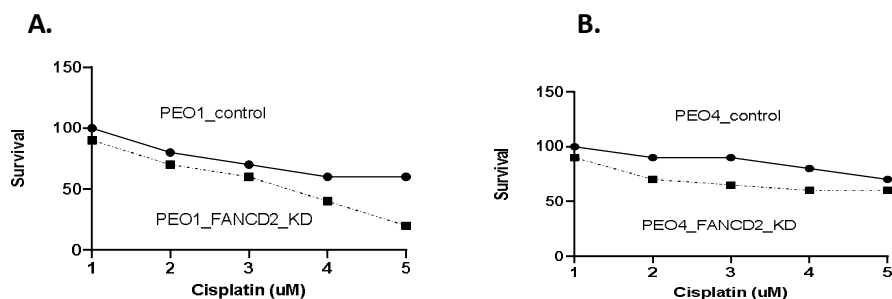 A.
150
100
50
0
Survival
PEO1_control
PEO1_FANCD2_KD
1 2 3 4 5
Cisplatin (uM)
B.
150
100
50
0
Survival
PEO4_control
PEO4_FANCD2_KD
1 2 3 4 5
Cisplatin (uM)